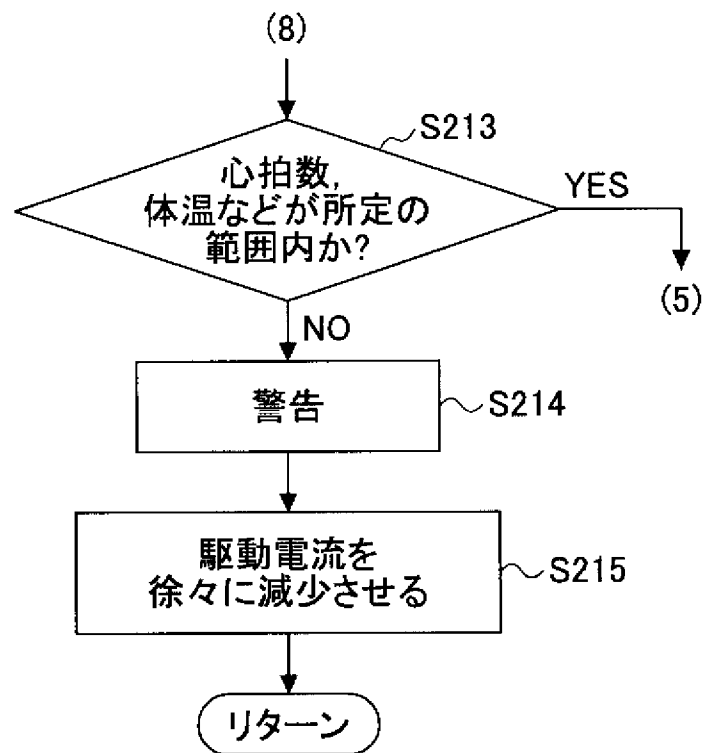 (8)
S213
心拍数,
体温などが所定の
範囲内か?
YES
(5)
NO
警告
S214
駆動電流を
徐々に減少させる
S215
リターン